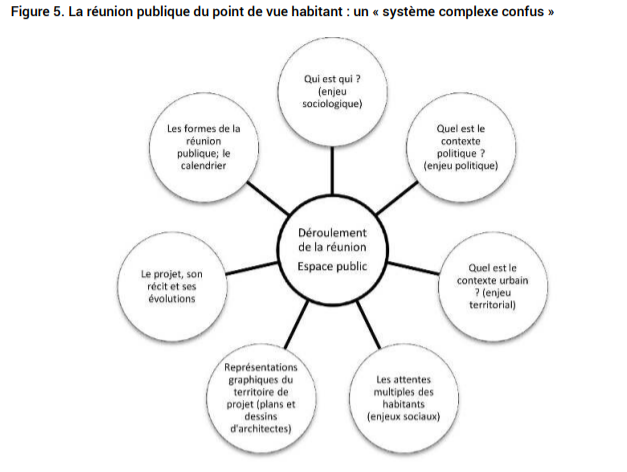 Figure 5. La réunion publique du point de vue habitant : un « système complexe confus »
Qui est qui ?
(enjeu
sociologique)
Quel est le
contexte
politique ?
(enjeu politique)
Quel est le
contexte urbain
? (enjeu
territorial)
Les attentes
multiples des
habitants
(enjeux sociaux)
Représentations
graphiques du
territoire de
projet (plans et
dessins
d'architectes)
Le projet, son
récit et ses
évolutions
Les formes de la
réunion
publique; le
calendrier
Déroulement
de la réunion
Espace public